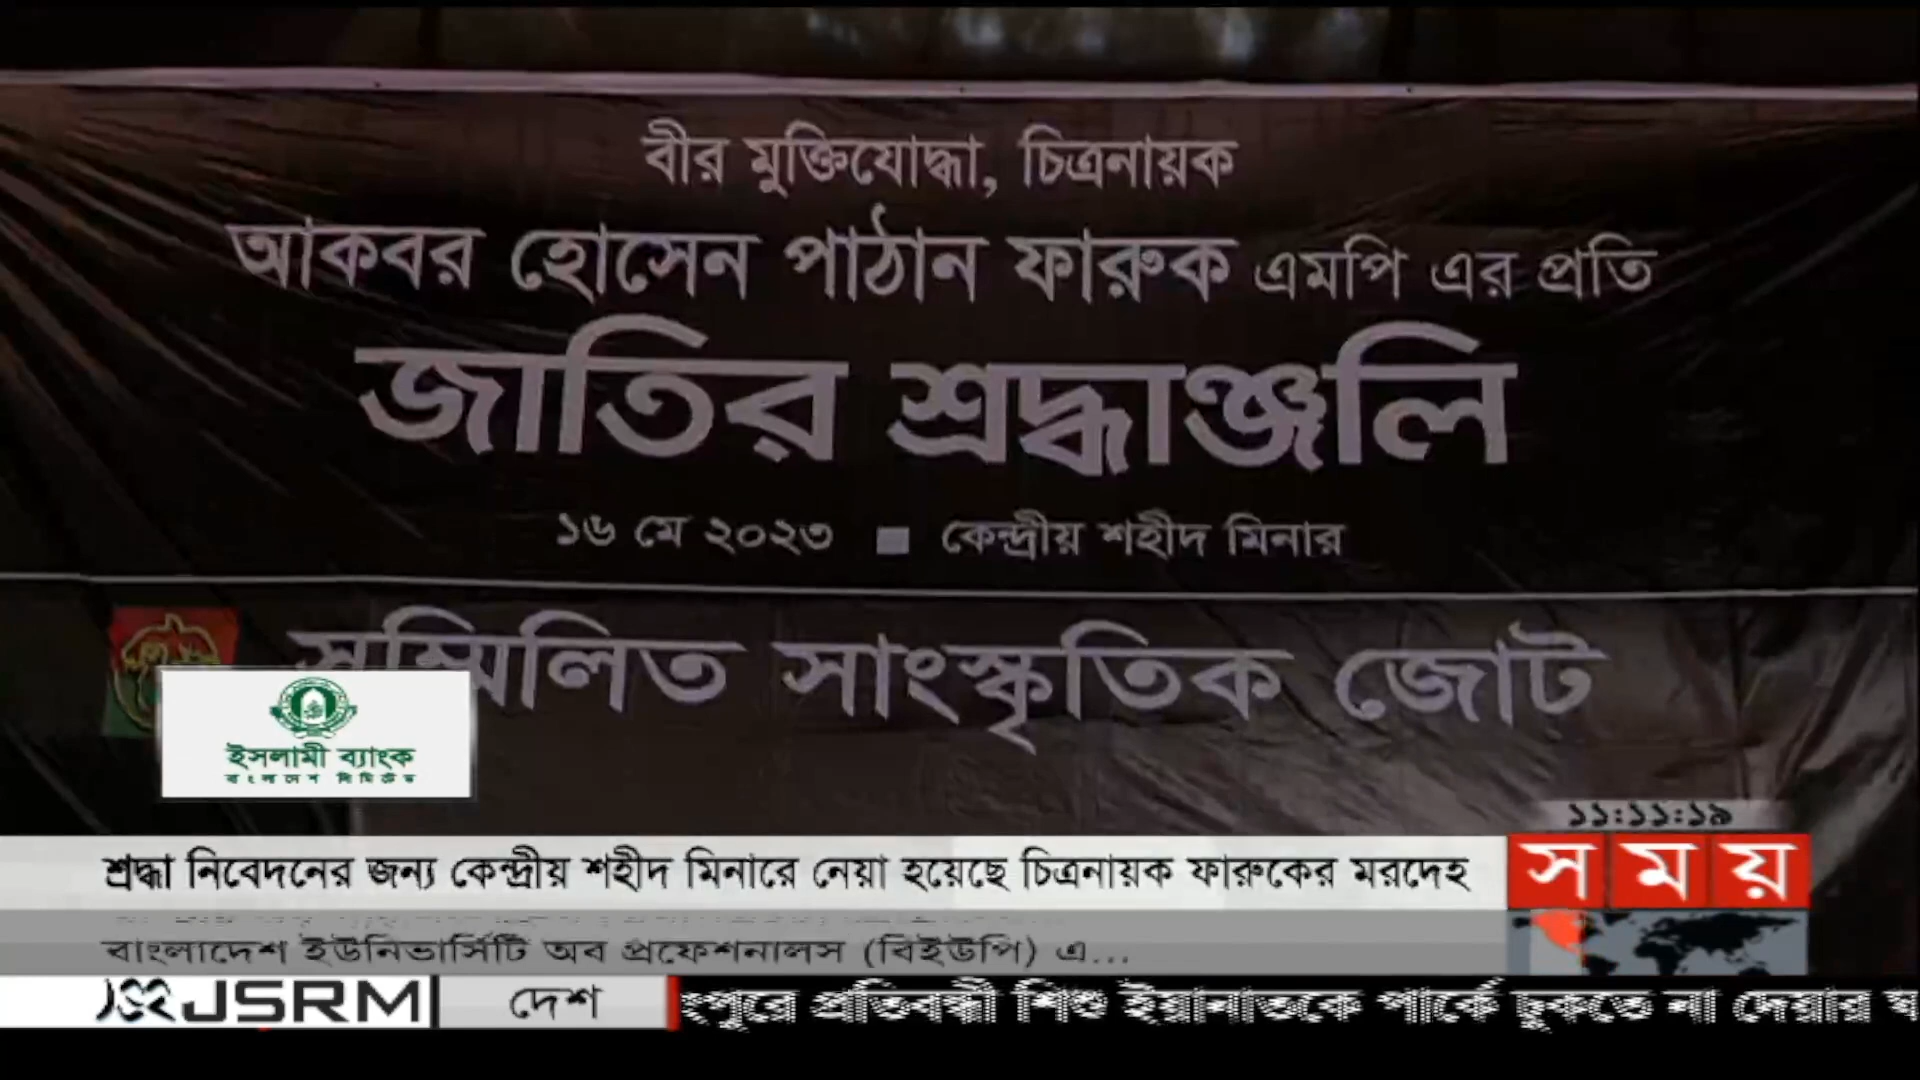 বীর মুক্তিযোদ্ধা, চিত্রনায়ক
আকবর হোসেন পাঠান ফারুক এমপি এর প্রতি
জাতির শ্রদ্ধাঞ্জলি
১৬ মে ২০২৩ ■ কেন্দ্রীয় শহীদ মিনার
সম্মিলিত সাংস্কৃতিক জোট
ইসলামী ব্যাংক
বাংলাদেশ লিমিটেড
১১:১১:১৯
শ্রদ্ধা নিবেদনের জন্য কেন্দ্রীয় শহীদ মিনারে নেয়া হয়েছে চিত্রনায়ক ফারুকের মরদেহ
সময়
বাংলাদেশ ইউনিভার্সিটি অব প্রফেশনালস (বিইউপি) এ...
JSRM
দেশ
প্রতিবন্ধী শিশু ইয়ানাতকে পার্কে ঢুকতে না দেয়ার